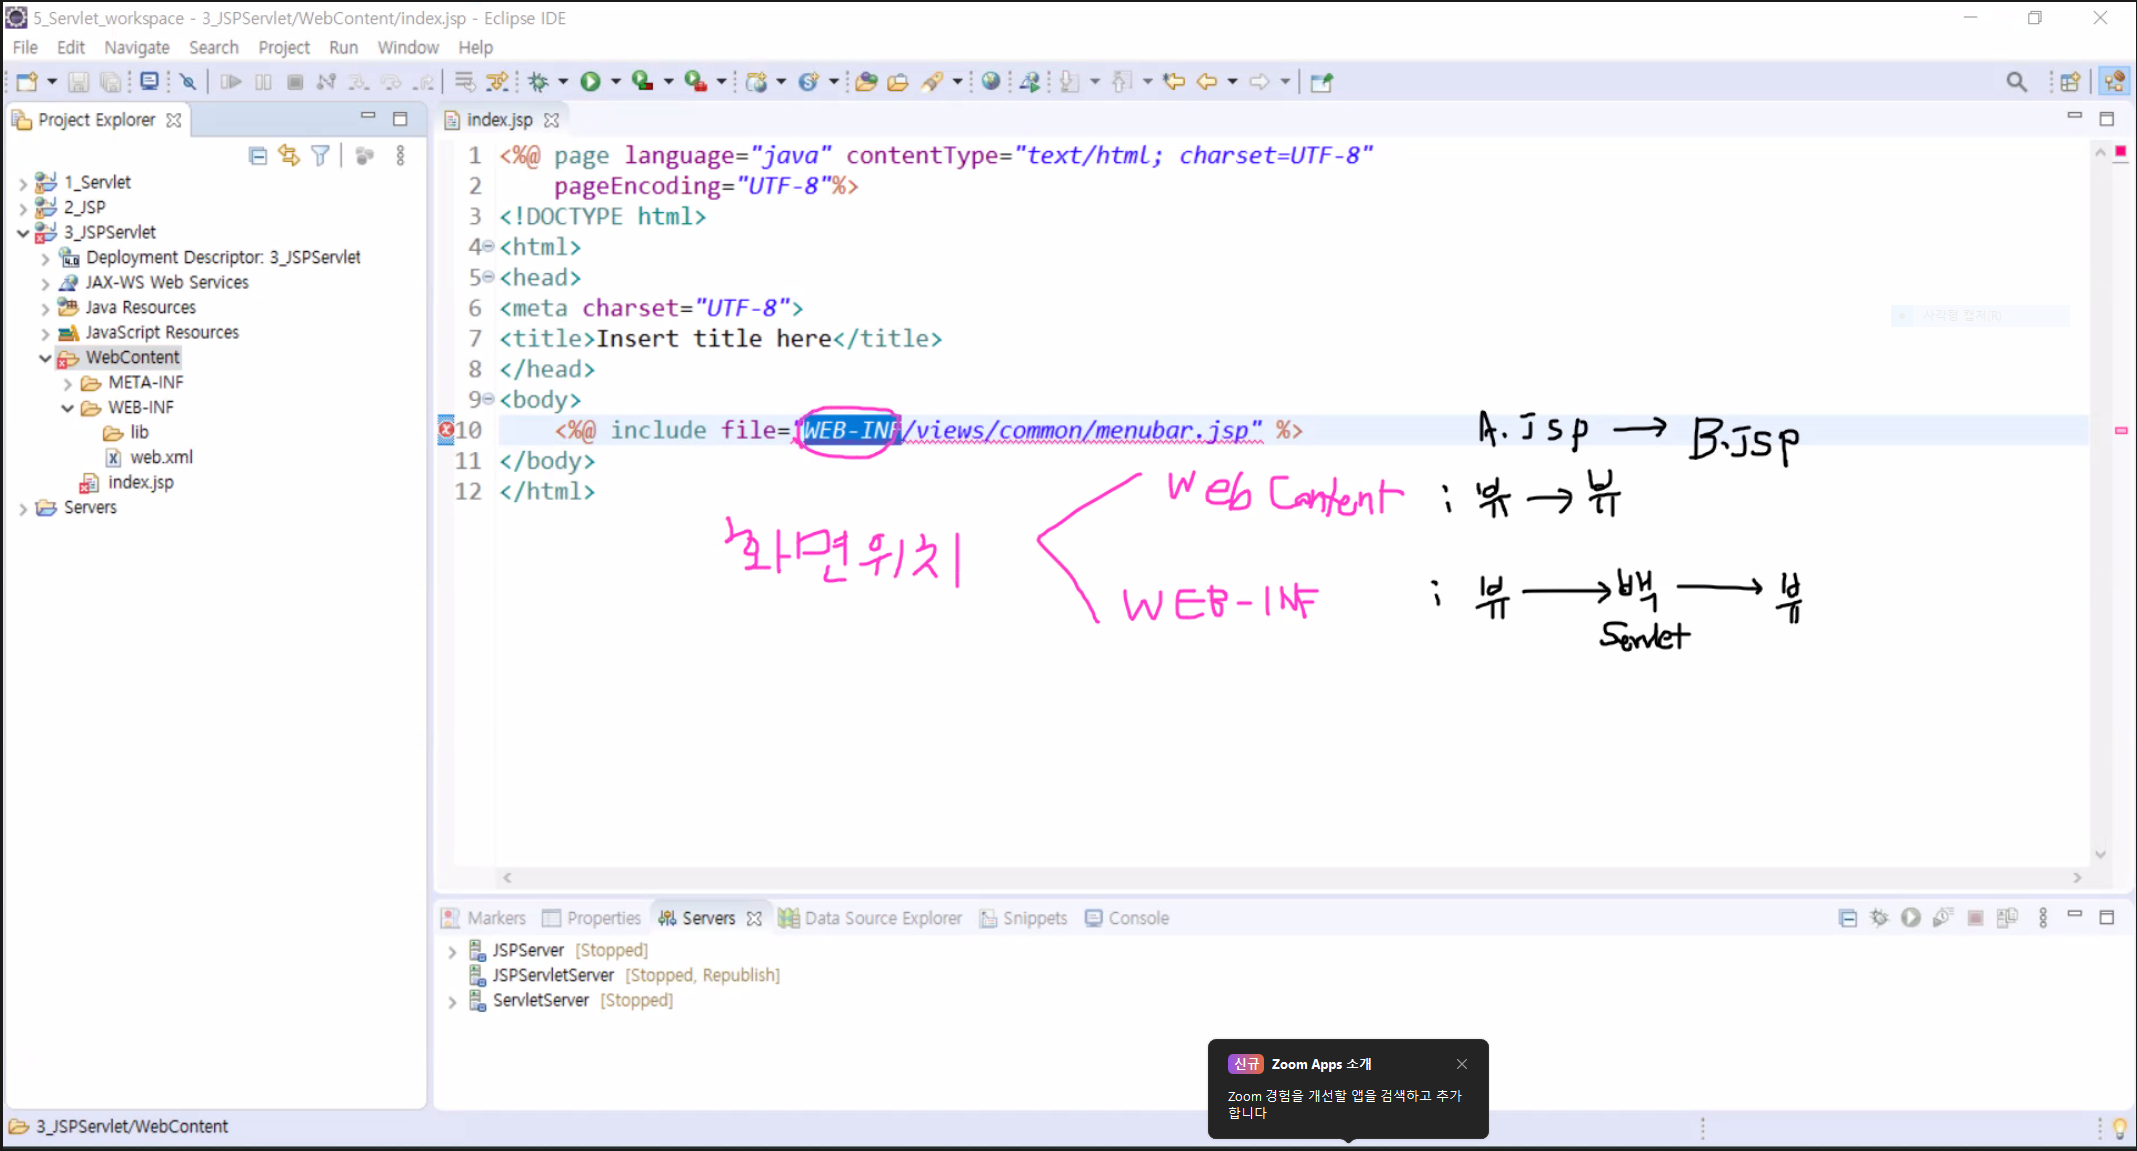 5_Servlet_workspace - 3_JSPServlet/WebContent/index.jsp - Eclipse IDE
File Edit Navigate Search Project Run Window Help
Project Explorer
1_Servlet
2_JSP
3_JSPServlet
Deployment Descriptor: 3_JSPServlet
JAX-WS Web Services
Java Resources
JavaScript Resources
WebContent
META-INF
WEB-INF
lib
web.xml
index.jsp
Servers
index.jsp
1 <%@ page language="java" contentType="text/html; charset=UTF-8"
2 pageEncoding="UTF-8"%>
3 <!DOCTYPE html>
4 <html>
5 <head>
6 <meta charset="UTF-8">
7 <title>Insert title here</title>
8 </head>
9 <body>
10 <%@ include file="WEB-INF/views/common/menubar.jsp" %>
11 </body>
12 </html>
사각형 캡처(R)
A.Jsp → B.JSP
화면위치
Web Content : 뷰 → 뷰
WEB-INF : 뷰 → 백 → 뷰
Servlet
Markers Properties Servers Data Source Explorer Snippets Console
JSPServer [Stopped]
JSPServletServer [Stopped, Republish]
ServletServer [Stopped]
신규 Zoom Apps 소개
Zoom 경험을 개선할 앱을 검색하고 추가
합니다
3_JSPServlet/WebContent